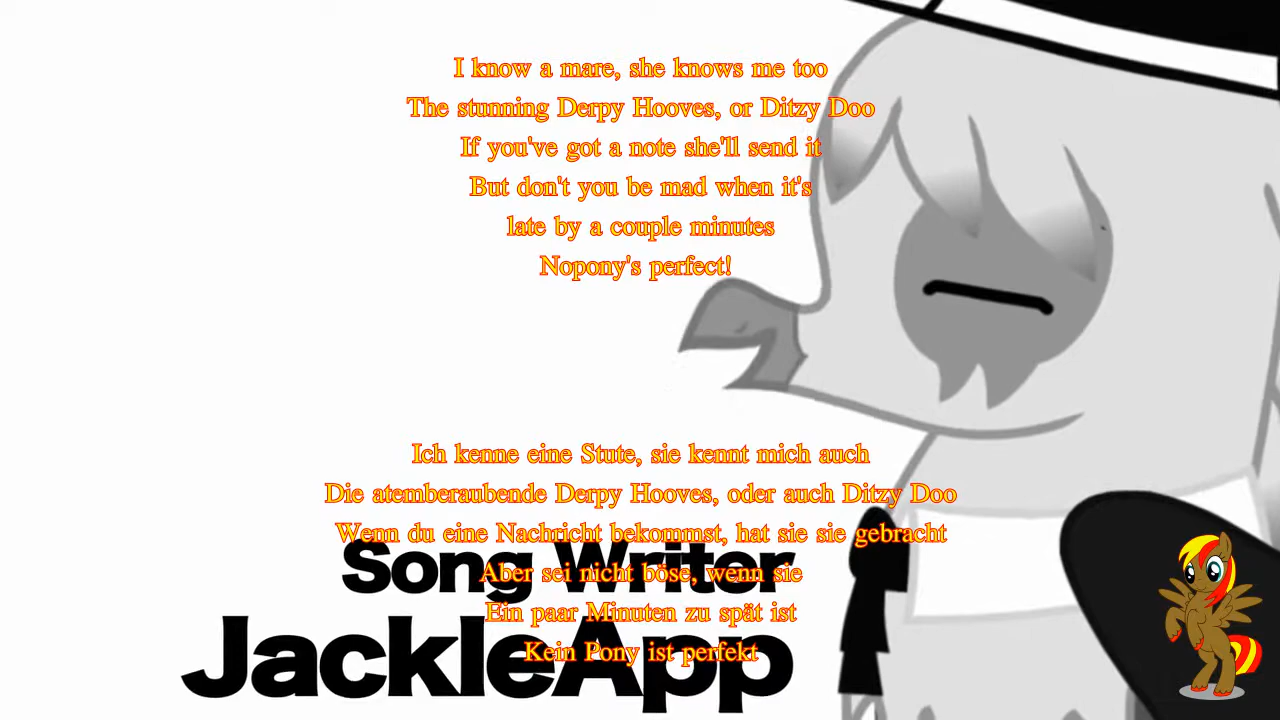 I know a mare, she knows me too
The stunning Derpy Hooves, or Ditzy Doo
If you've got a note she'll send it
But don't you be mad when it's
late by a couple minutes
Nopony's perfect!
Ich kenne eine Stute, sie kennt mich auch
Die atemberaubende Derpy Hooves, oder auch Ditzy Doo
Wenn du eine Nachricht bekommst, hat sie sie gebracht
Aber sei nicht böse, wenn sie
Ein paar Minuten zu spät ist
Kein Pony ist perfekt
Song Writer
JackleApp